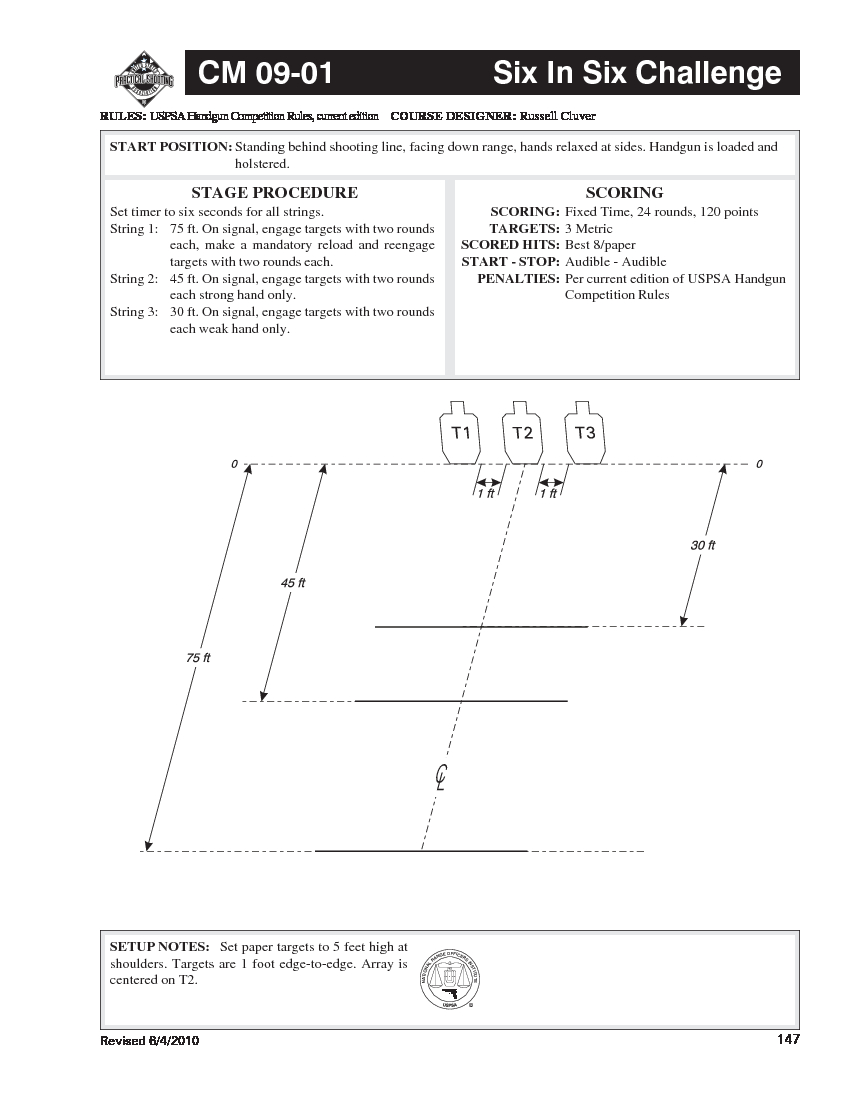 CM 09-01 Six In Six Challenge
PRACTICAL SHOOTING
RULES: USPSA Handgun Competition Rules, current edition COURSE DESIGNER: Russell Cluver
START POSITION: Standing behind shooting line, facing down range, hands relaxed at sides. Handgun is loaded and
holstered.
STAGE PROCEDURE
Set timer to six seconds for all strings.
String 1: 75 ft. On signal, engage targets with two rounds
each, make a mandatory reload and reengage
targets with two rounds each.
String 2: 45 ft. On signal, engage targets with two rounds
each strong hand only.
String 3: 30 ft. On signal, engage targets with two rounds
each weak hand only.
SCORING
SCORING: Fixed Time, 24 rounds, 120 points
TARGETS: 3 Metric
SCORED HITS: Best 8/paper
START - STOP: Audible - Audible
PENALTIES: Per current edition of USPSA Handgun
Competition Rules
T1 T2 T3
0 0
1 ft 1 ft
30 ft
45 ft
75 ft
SETUP NOTES: Set paper targets to 5 feet high at
shoulders. Targets are 1 foot edge-to-edge. Array is
centered on T2.
USPSA
Revised 6/4/2010 147